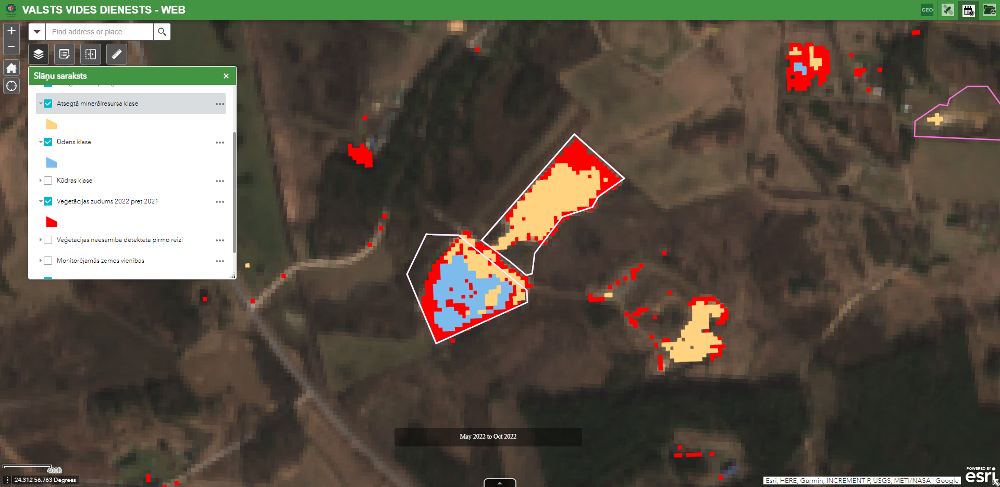 VALSTS VIDES DIENESTS - WEB
GEO
Find address or place
Slāņu saraksts
Atsegtā minerālresursa klase
Ūdens klase
Kūdras klase
Veģetācijas zudums 2022 pret 2021
Veģetācijas neesamība detektēta pirmo reizi
Monitorējamās zemes vienības
May 2022 to Oct 2022
400ft
24.312 56.763 Degrees
Esri, HERE, Garmin, INCREMENT P, USGS, METI/NASA | Google
POWERED BY
esri